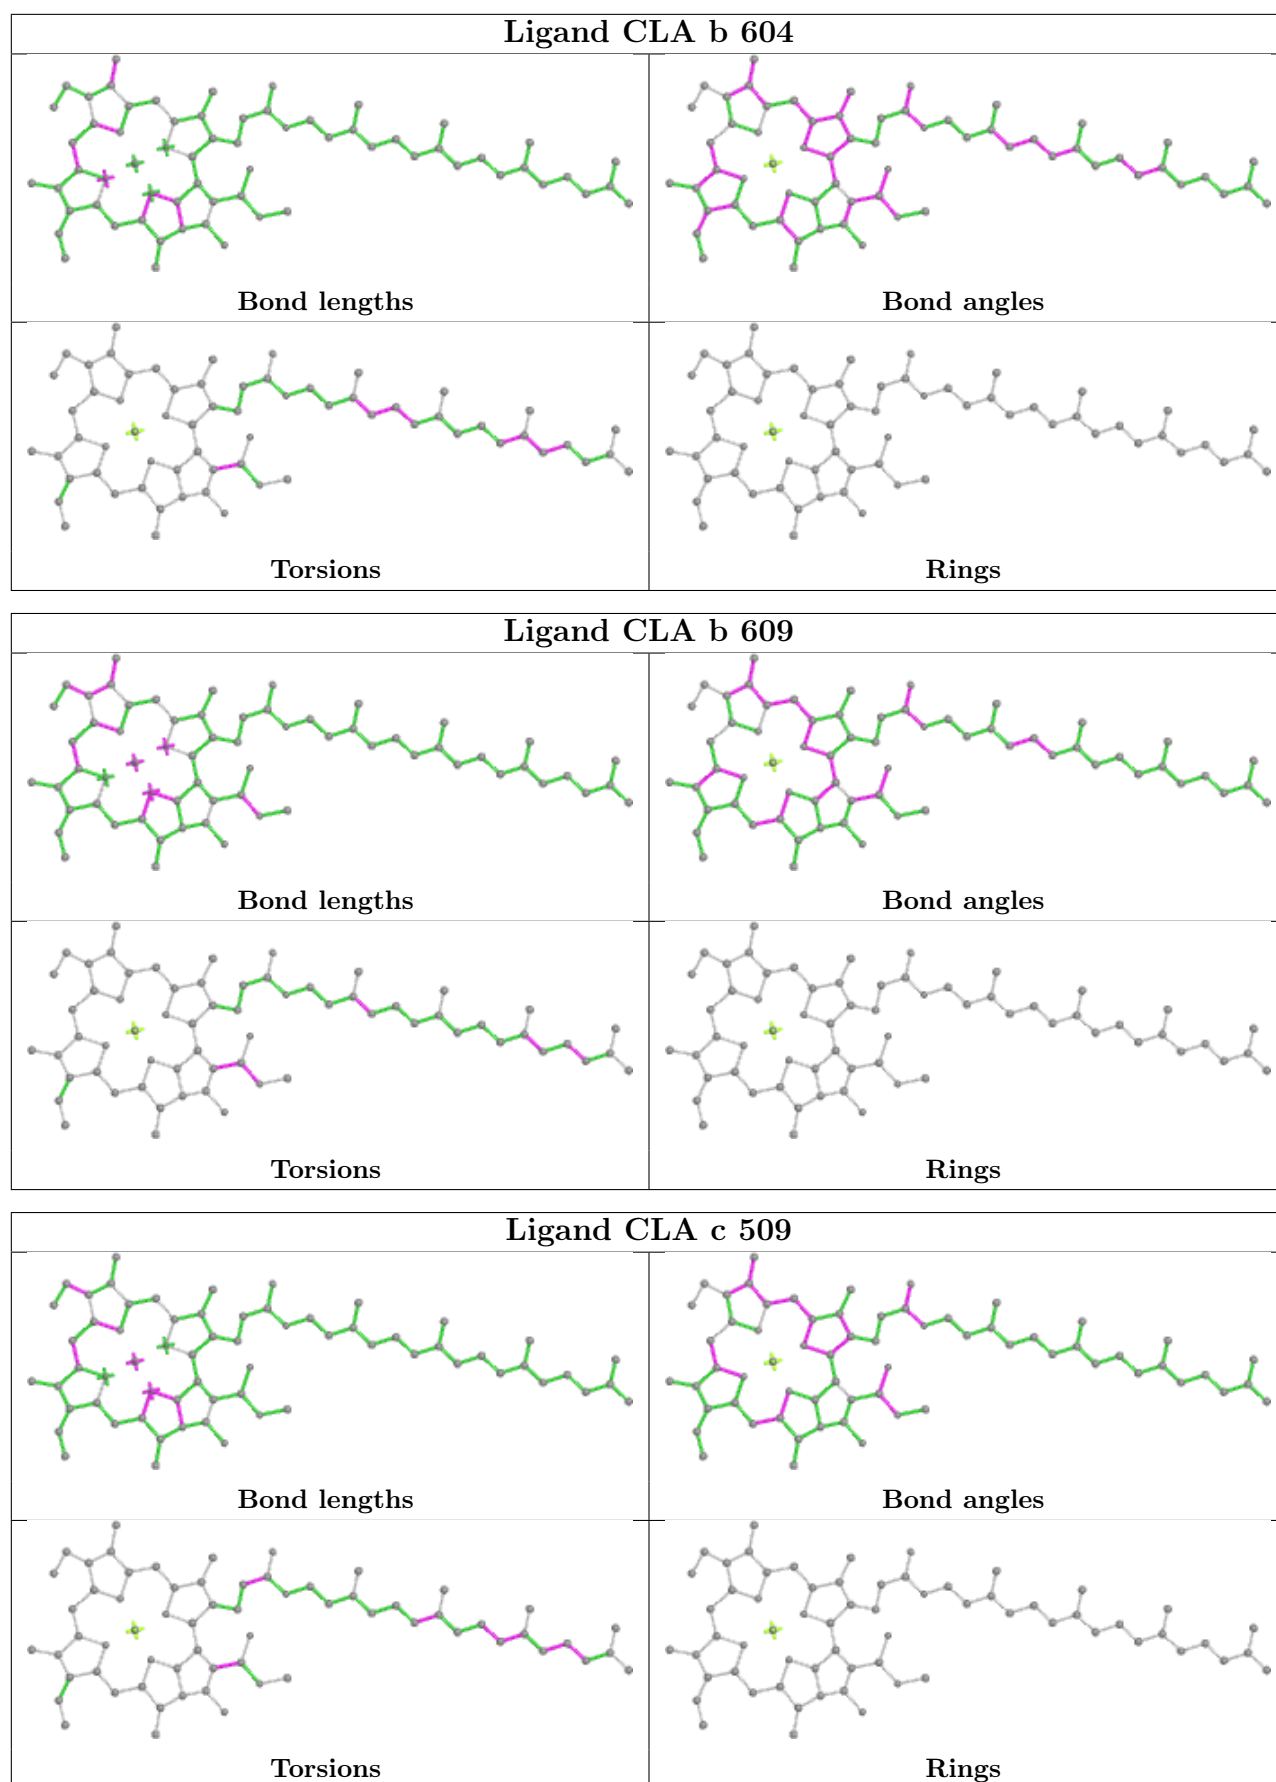 Ligand CLA b 604
Bond lengths
Bond angles
Torsions
Rings
Ligand CLA b 609
Bond lengths
Bond angles
Torsions
Rings
Ligand CLA c 509
Bond lengths
Bond angles
Torsions
Rings